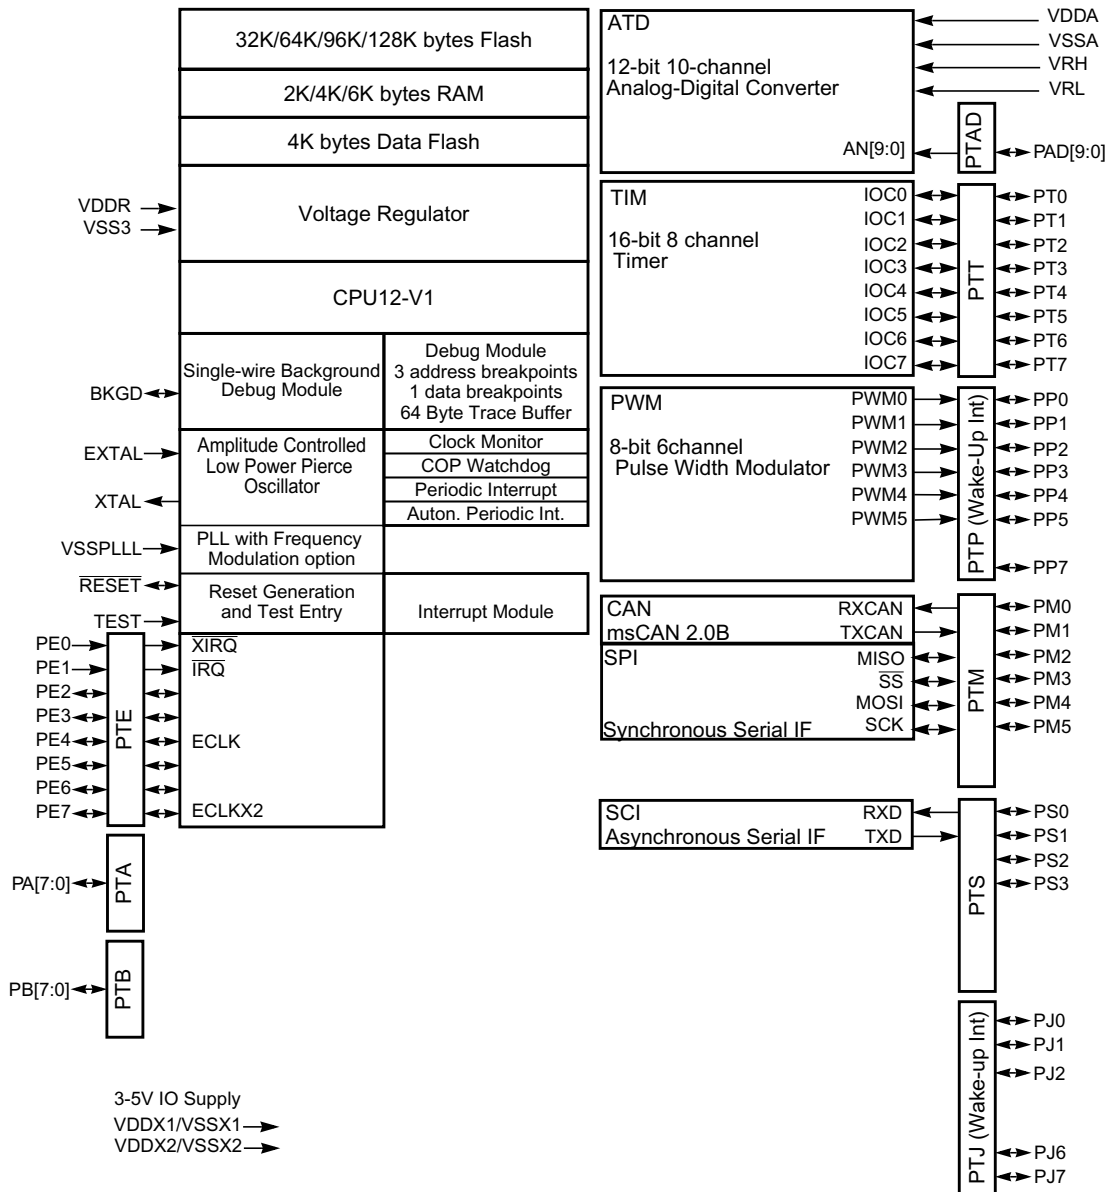 32K/64K/96K/128K bytes Flash
2K/4K/6K bytes RAM
4K bytes Data Flash
VDDR
VSS3
Voltage Regulator
CPU12-V1
BKGD
Single-wire Background
Debug Module
Debug Module
3 address breakpoints
1 data breakpoints
64 Byte Trace Buffer
EXTAL
XTAL
Amplitude Controlled
Low Power Pierce
Oscillator
Clock Monitor
COP Watchdog
Periodic Interrupt
Auton. Periodic Int.
VSSPLLL
PLL with Frequency
Modulation option
RESET
TEST
Reset Generation
and Test Entry
Interrupt Module
PE0
PE1
PE2
PE3
PE4
PE5
PE6
PE7
PTE
XIRQ
IRQ
ECLK
ECLKX2
PA[7:0]
PTA
PB[7:0]
PTB
3-5V IO Supply
VDDX1/VSSX1
VDDX2/VSSX2
ATD
12-bit 10-channel
Analog-Digital Converter
AN[9:0]
VDDA
VSSA
VRH
VRL
PTAD
PAD[9:0]
TIM
16-bit 8 channel
Timer
IOC0
IOC1
IOC2
IOC3
IOC4
IOC5
IOC6
IOC7
PTT
PT0
PT1
PT2
PT3
PT4
PT5
PT6
PT7
PWM
8-bit 6channel
Pulse Width Modulator
PWM0
PWM1
PWM2
PWM3
PWM4
PWM5
PTP (Wake-Up Int)
PP0
PP1
PP2
PP3
PP4
PP5
PP7
CAN
msCAN 2.0B
RXCAN
TXCAN
SPI
Synchronous Serial IF
MISO
SS
MOSI
SCK
PTM
PM0
PM1
PM2
PM3
PM4
PM5
SCI
Asynchronous Serial IF
RXD
TXD
PTS
PS0
PS1
PS2
PS3
PTJ (Wake-up Int)
PJ0
PJ1
PJ2
PJ6
PJ7